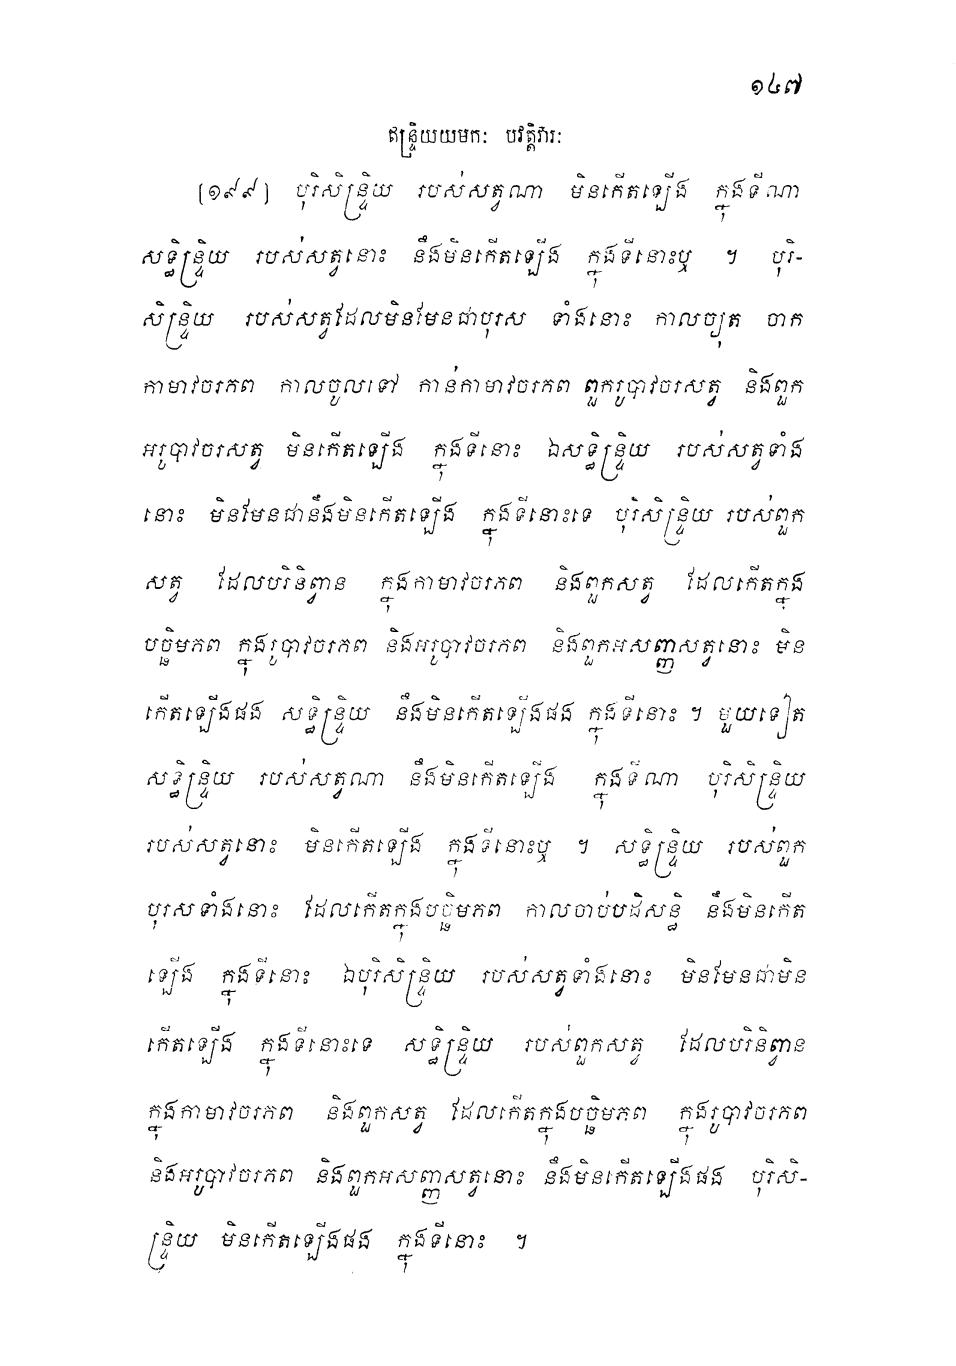 ១៤៧
ឥន្ទ្រិយយមកៈ បវត្តិវារៈ
(១៩៩) បុរិសិន្ទ្រិយ របស់សត្វណា មិនកើតឡើង ក្នុងទីណា
សទ្ធិន្ទ្រិយ របស់សត្វនោះ នឹងមិនកើតឡើង ក្នុងទីនោះឬ ។ បុរិ-
សិន្ទ្រិយ របស់សត្វដែលមិនមែនជាបុរស ទាំងនោះ កាលច្យុត ចាក
កាមាវចរភព កាលចូលទៅ កាន់កាមាវចរភព ពួករូបាវចរសត្វ និងពួក
អរូបាវចរសត្វ មិនកើតឡើង ក្នុងទីនោះ ឯសទ្ធិន្ទ្រិយ របស់សត្វទាំង
នោះ មិនមែនជានឹងមិនកើតឡើង ក្នុងទីនោះទេ បុរិសិន្ទ្រិយ របស់ពួក
សត្វ ដែលបរិនិព្វាន ក្នុងកាមាវចរភព និងពួកសត្វ ដែលកើតក្នុង
បច្ឆិមភព ក្នុងរូបាវចរភព និងអរូបាវចរភព និងពួកអសញ្ញសត្វនោះ មិន
កើតឡើងផង សទ្ធិន្ទ្រិយ នឹងមិនកើតឡើងផង ក្នុងទីនោះ ។ មួយទៀត
សទ្ធិន្ទ្រិយ របស់សត្វណា នឹងមិនកើតឡើង ក្នុងទីណា បុរិសិន្ទ្រិយ
របស់សត្វនោះ មិនកើតឡើង ក្នុងទីនោះឬ ។ សទ្ធិន្ទ្រិយ របស់ពួក
បុរសទាំងនោះ ដែលកើតក្នុងបច្ឆិមភព កាលចាប់បដិសន្ធិ នឹងមិនកើត
ឡើង ក្នុងទីនោះ ឯបុរិសិន្ទ្រិយ របស់សត្វទាំងនោះ មិនមែនជាមិន
កើតឡើង ក្នុងទីនោះទេ សទ្ធិន្ទ្រិយ របស់ពួកសត្វ ដែលបរិនិព្វាន
ក្នុងកាមាវចរភព និងពួកសត្វ ដែលកើតក្នុងបច្ឆិមភព ក្នុងរូបាវចរភព
និងអរូបាវចរភព និងពួកអសញ្ញសត្វនោះ នឹងមិនកើតឡើងផង បុរិសិ-
ន្ទ្រិយ មិនកើតឡើងផង ក្នុងទីនោះ ។